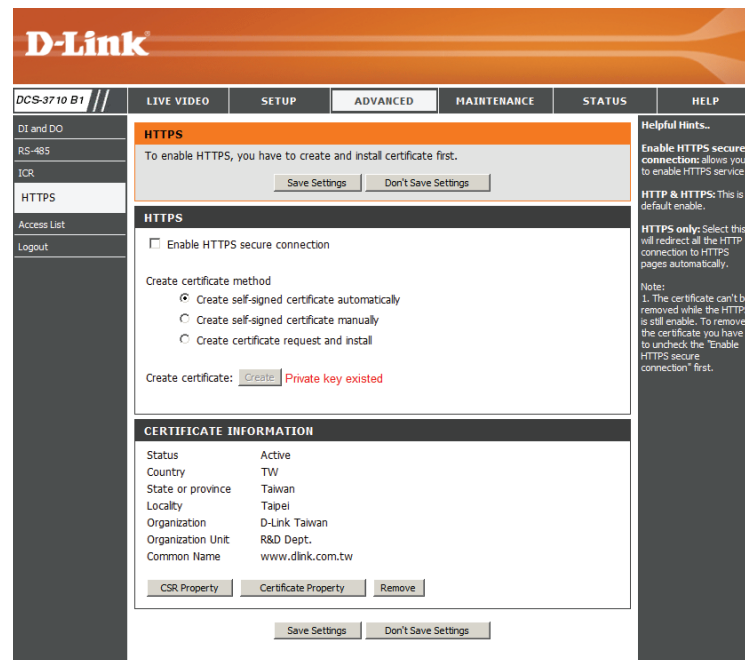 D-Link
DCS-3710 B1 //
LIVE VIDEO
SETUP
ADVANCED
MAINTENANCE
STATUS
HELP
DI and DO
RS-485
ICR
HTTPS
Access List
Logout
HTTPS
To enable HTTPS, you have to create and install certificate first.
Save Settings
Don't Save Settings
HTTPS
Enable HTTPS secure connection
Create certificate method
Create self-signed certificate automatically
Create self-signed certificate manually
Create certificate request and install
Create certificate: Create Private key existed
CERTIFICATE INFORMATION
Status Active
Country TW
State or province Taiwan
Locality Taipei
Organization D-Link Taiwan
Organization Unit R&D Dept.
Common Name www.dlink.com.tw
CSR Property
Certificate Property
Remove
Save Settings
Don't Save Settings
Helpful Hints..
Enable HTTPS secure
connection: allows you
to enable HTTPS service
HTTP & HTTPS: This is
default enable.
HTTPS only: Select this
will redirect all the HTTP
connection to HTTPS
pages automatically.
Note:
1. The certificate can't b
removed while the HTTP
is still enable. To remove
the certificate you have
to uncheck the "Enable
HTTPS secure
connection" first.